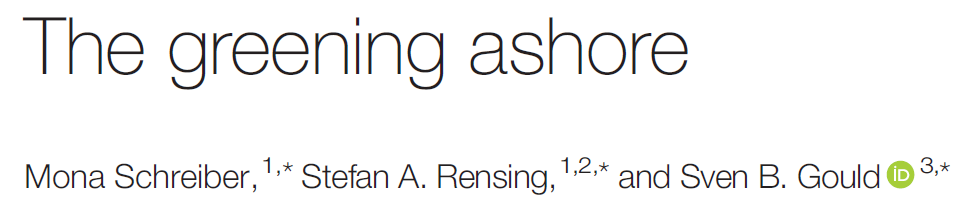 The greening ashore
Mona Schreiber,1,* Stefan A. Rensing,1,2,* and Sven B. Gould iD 3,*